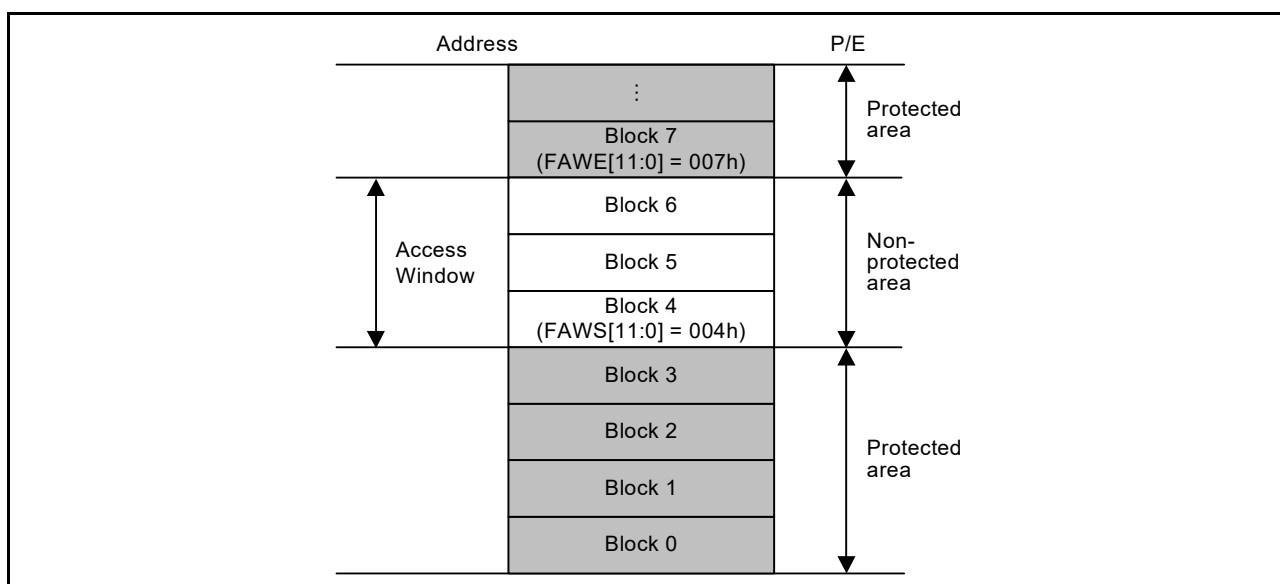 Address
P/E
⋮
Protected
area
Block 7
(FAWE[11:0] = 007h)
Block 6
Access
Window
Block 5
Non-
protected
area
Block 4
(FAWS[11:0] = 004h)
Block 3
Block 2
Protected
area
Block 1
Block 0